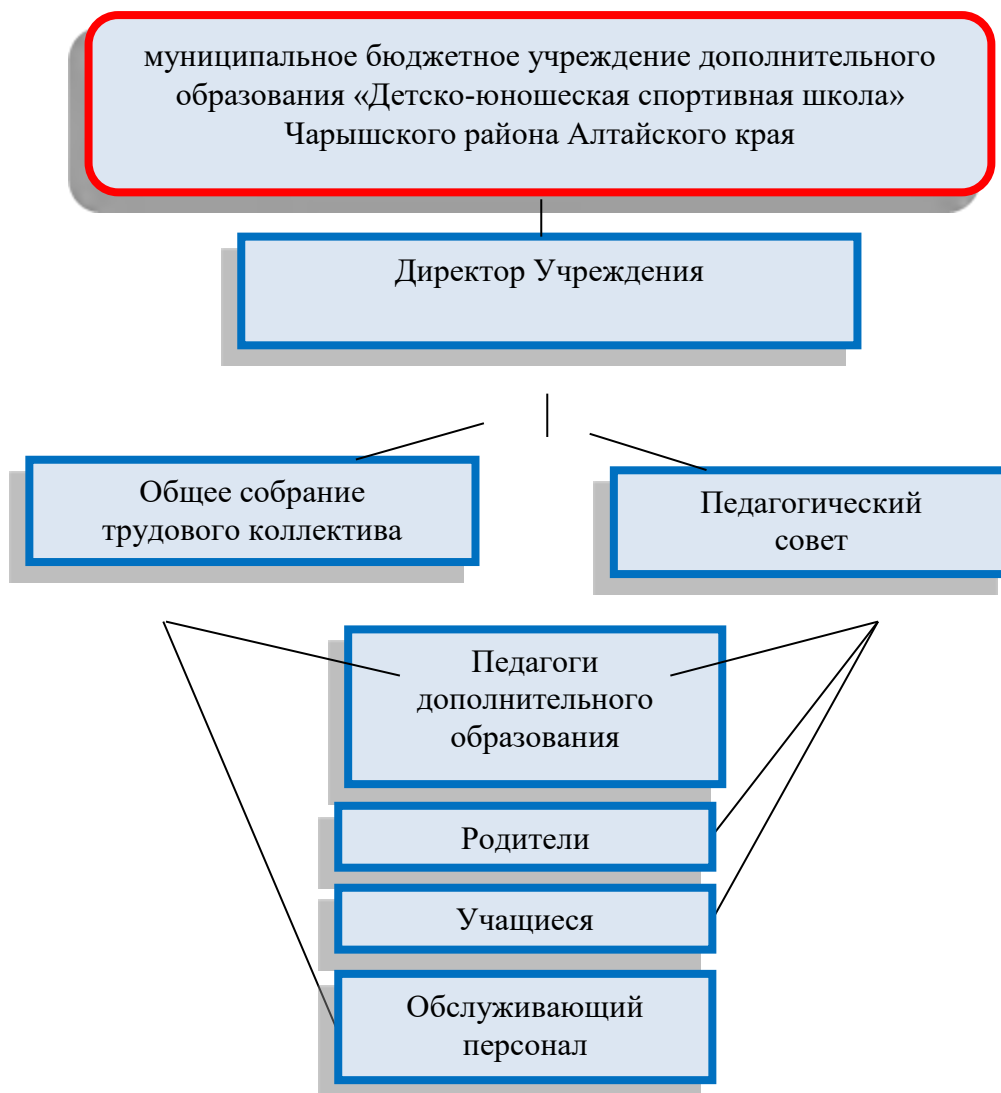 муниципальное бюджетное учреждение дополнительного
образования «Детско-юношеская спортивная школа»
Чарышского района Алтайского края
Директор Учреждения
Общее собрание
трудового коллектива
Педагогический
совет
Педагоги
дополнительного
образования
Родители
Учащиеся
Обслуживающий
персонал